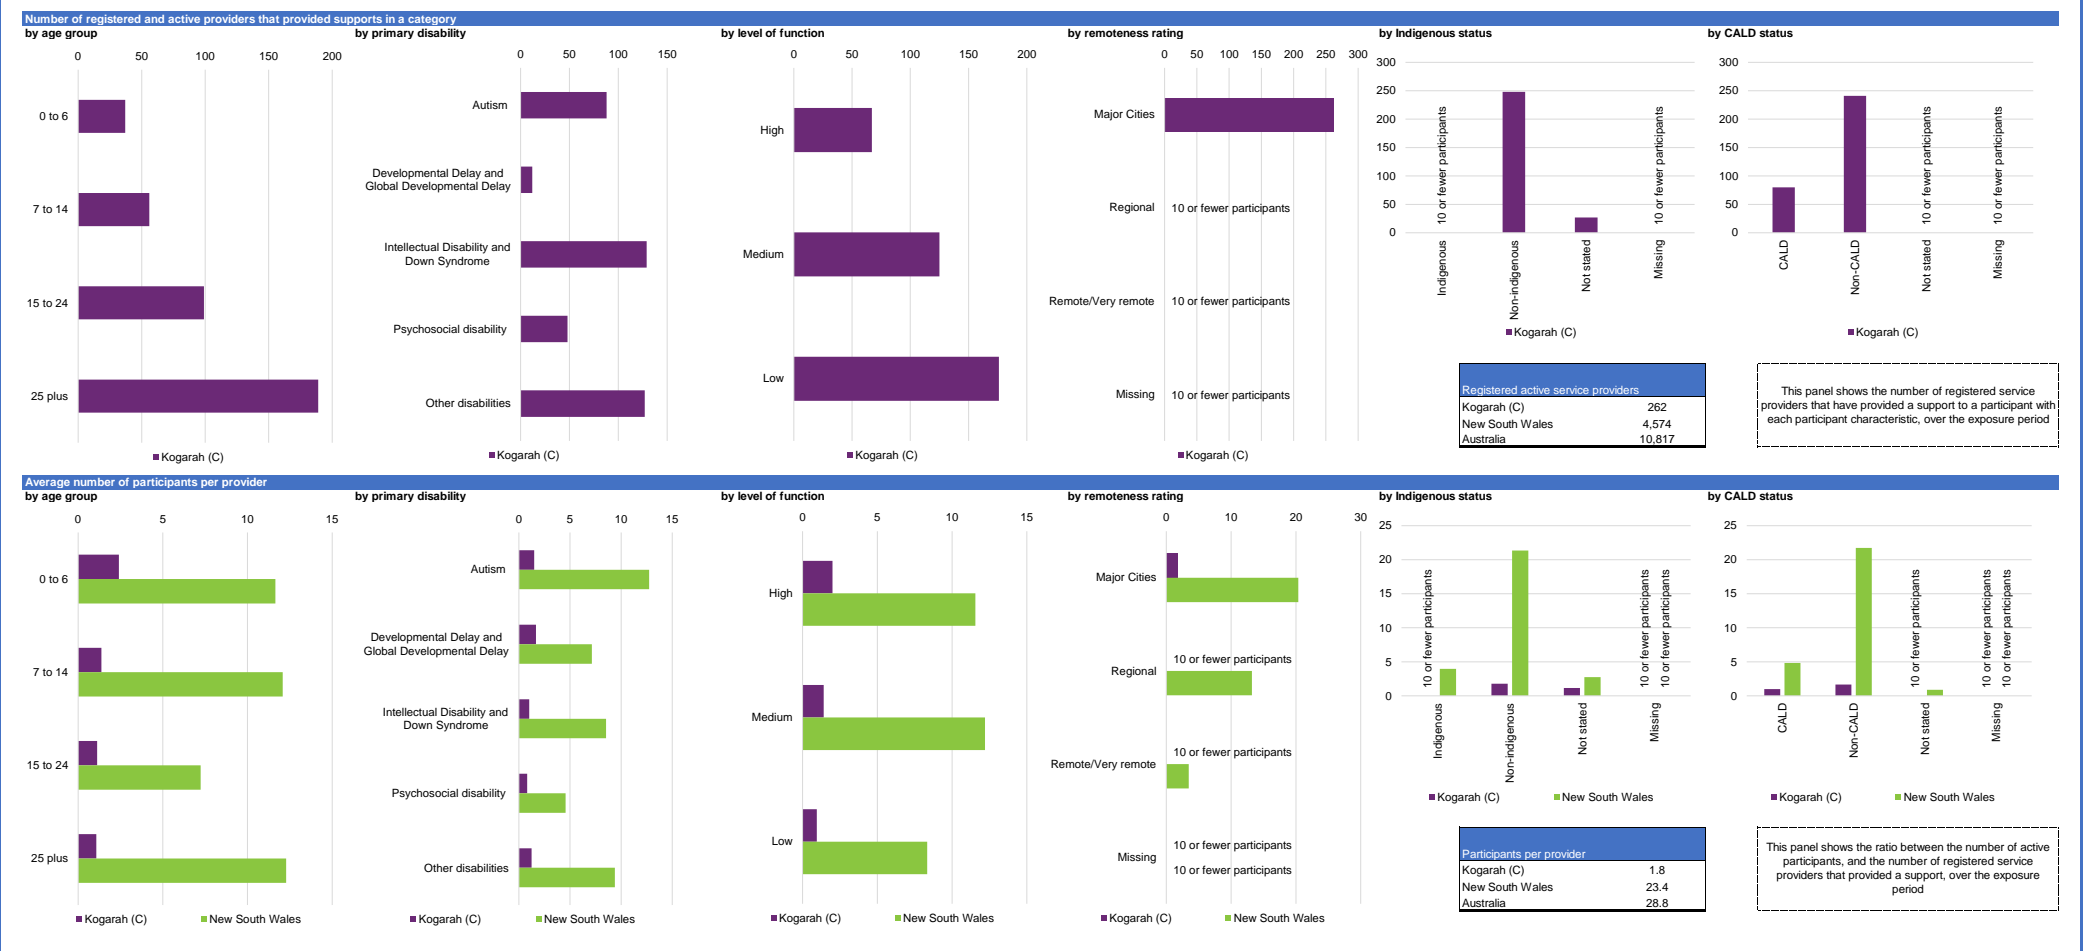 Number of registered and active providers that provided supports in a category
by age group
0 50 100 150 200
0 to 6
7 to 14
15 to 24
25 plus
Kogarah (C)
by primary disability
0 50 100 150
Autism
Developmental Delay and
Global Developmental Delay
Intellectual Disability and
Down Syndrome
Psychosocial disability
Other disabilities
Kogarah (C)
by level of function
0 50 100 150 200
High
Medium
Low
Kogarah (C)
by remoteness rating
0 50 100 150 200 250 300
Major Cities
Regional 10 or fewer participants
Remote/Very remote 10 or fewer participants
Missing 10 or fewer participants
Kogarah (C)
by Indigenous status
300
250
200
150
100
50
0
10 or fewer participants
10 or fewer participants
Indigenous
Non-indigenous
Not stated
Missing
Kogarah (C)
by CALD status
300
250
200
150
100
50
0
10 or fewer participants
10 or fewer participants
CALD
Non-CALD
Not stated
Missing
Kogarah (C)
Registered active service providers
Kogarah (C) 262
New South Wales 4,574
Australia 10,817
This panel shows the number of registered service
providers that have provided a support to a participant with
each participant characteristic, over the exposure period
Average number of participants per provider
by age group
0 5 10 15
0 to 6
7 to 14
15 to 24
25 plus
Kogarah (C) New South Wales
by primary disability
0 5 10 15
Autism
Developmental Delay and
Global Developmental Delay
Intellectual Disability and
Down Syndrome
Psychosocial disability
Other disabilities
Kogarah (C) New South Wales
by level of function
0 5 10 15
High
Medium
Low
Kogarah (C) New South Wales
by remoteness rating
0 10 20 30
Major Cities
10 or fewer participants
Regional
10 or fewer participants
Remote/Very remote
10 or fewer participants
Missing
10 or fewer participants
Kogarah (C) New South Wales
by Indigenous status
25
20
15
10
5
0
10 or fewer participants
10 or fewer participants
10 or fewer participants
Indigenous
Non-indigenous
Not stated
Missing
Kogarah (C) New South Wales
by CALD status
25
20
15
10
5
0
10 or fewer participants
10 or fewer participants
10 or fewer participants
CALD
Non-CALD
Not stated
Missing
Kogarah (C) New South Wales
Participants per provider
Kogarah (C) 1.8
New South Wales 23.4
Australia 28.8
This panel shows the ratio between the number of active
participants, and the number of registered service
providers that provided a support, over the exposure
period